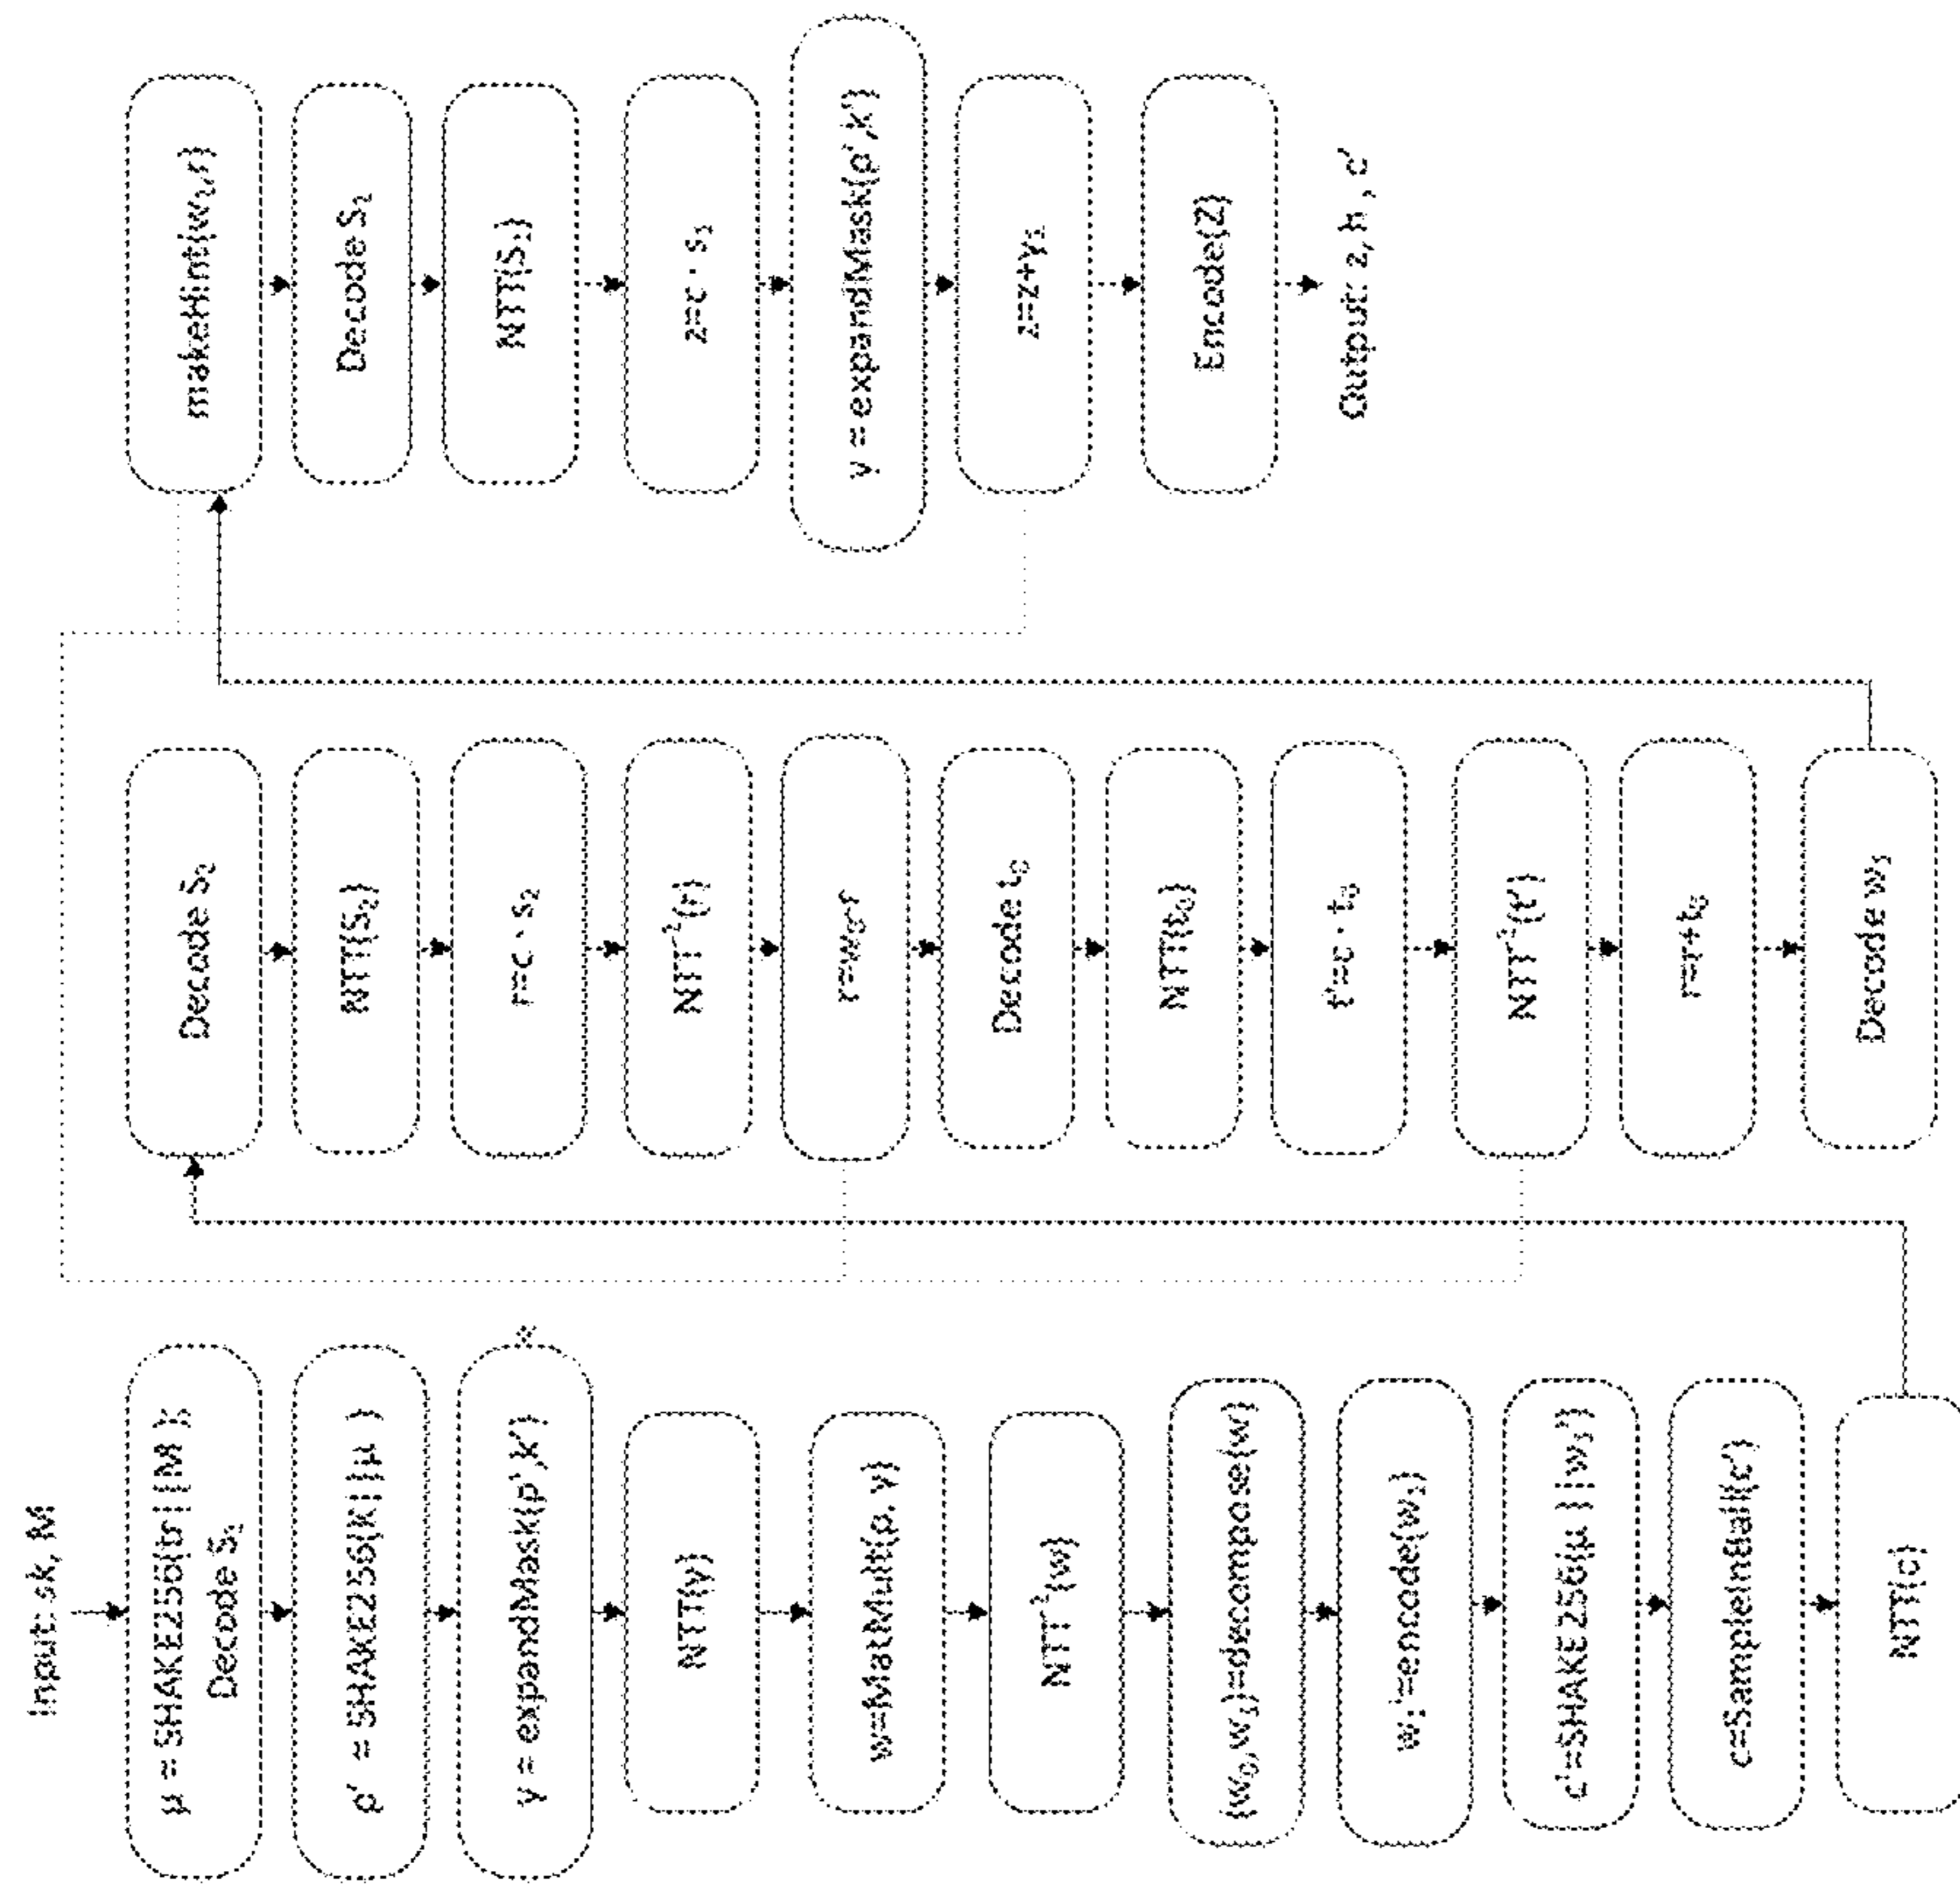 Input: sk, M
μ = SHAKE256(tr||M);
Decode S₁
ρ' = SHAKE256(K||μ)
y = expandMask(ρ',K')
NTT(y)
w=MatMult(ρ, y)
NTT⁻¹(w)
(w₀,w₁)=decompose(w)
w₁'=encode(w₁)
c'=SHAKE256(μ||w₁')
c=SampleInBall(c')
NTT(c)
Decode S₂
NTT(S₂)
r=c · s₂
NTT⁻¹(r)
r=w₀-r
Decode t₀
NTT(t₀)
t'=c · t₀
NTT⁻¹(t')
r=r+t₀
Decode w₁
makeHint(w₁,r)
Decode S₁
NTT(S₁)
z=c · s₁
y = expandMask(ρ',K')
z=z+y₁
Encode(Z)
Output: z, h , c'